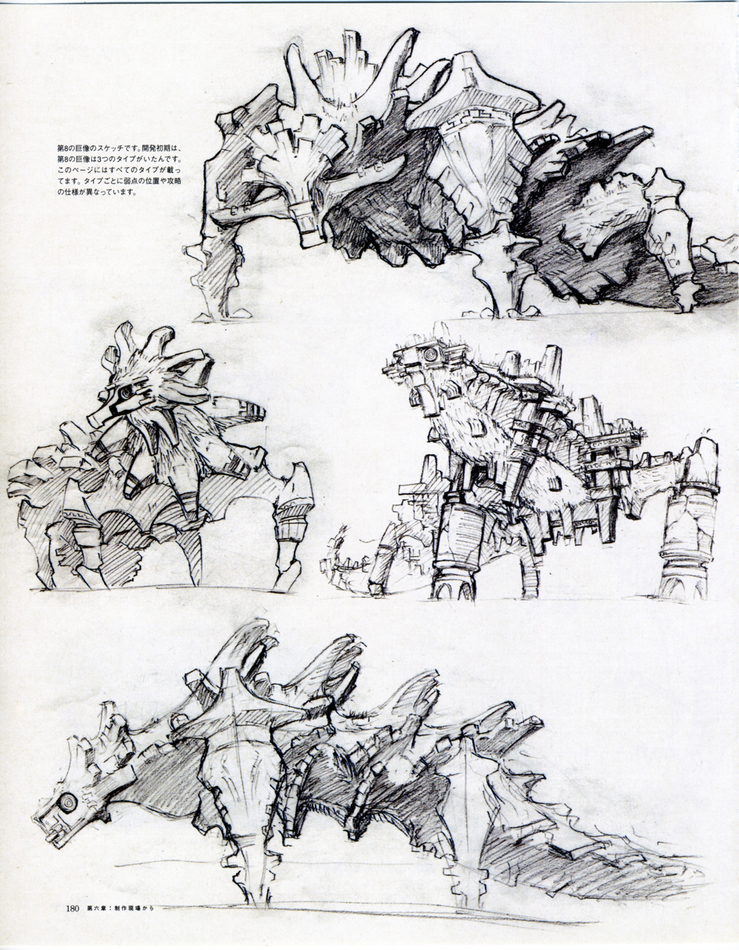 第8の巨像のスケッチです。開発初期は、
第8の巨像は3つのタイプがいたんです。
このページにはすべてのタイプが載っ
てます。タイプごとに弱点の位置や攻略
の仕様が異なっています。
180 第六章：制作現場から